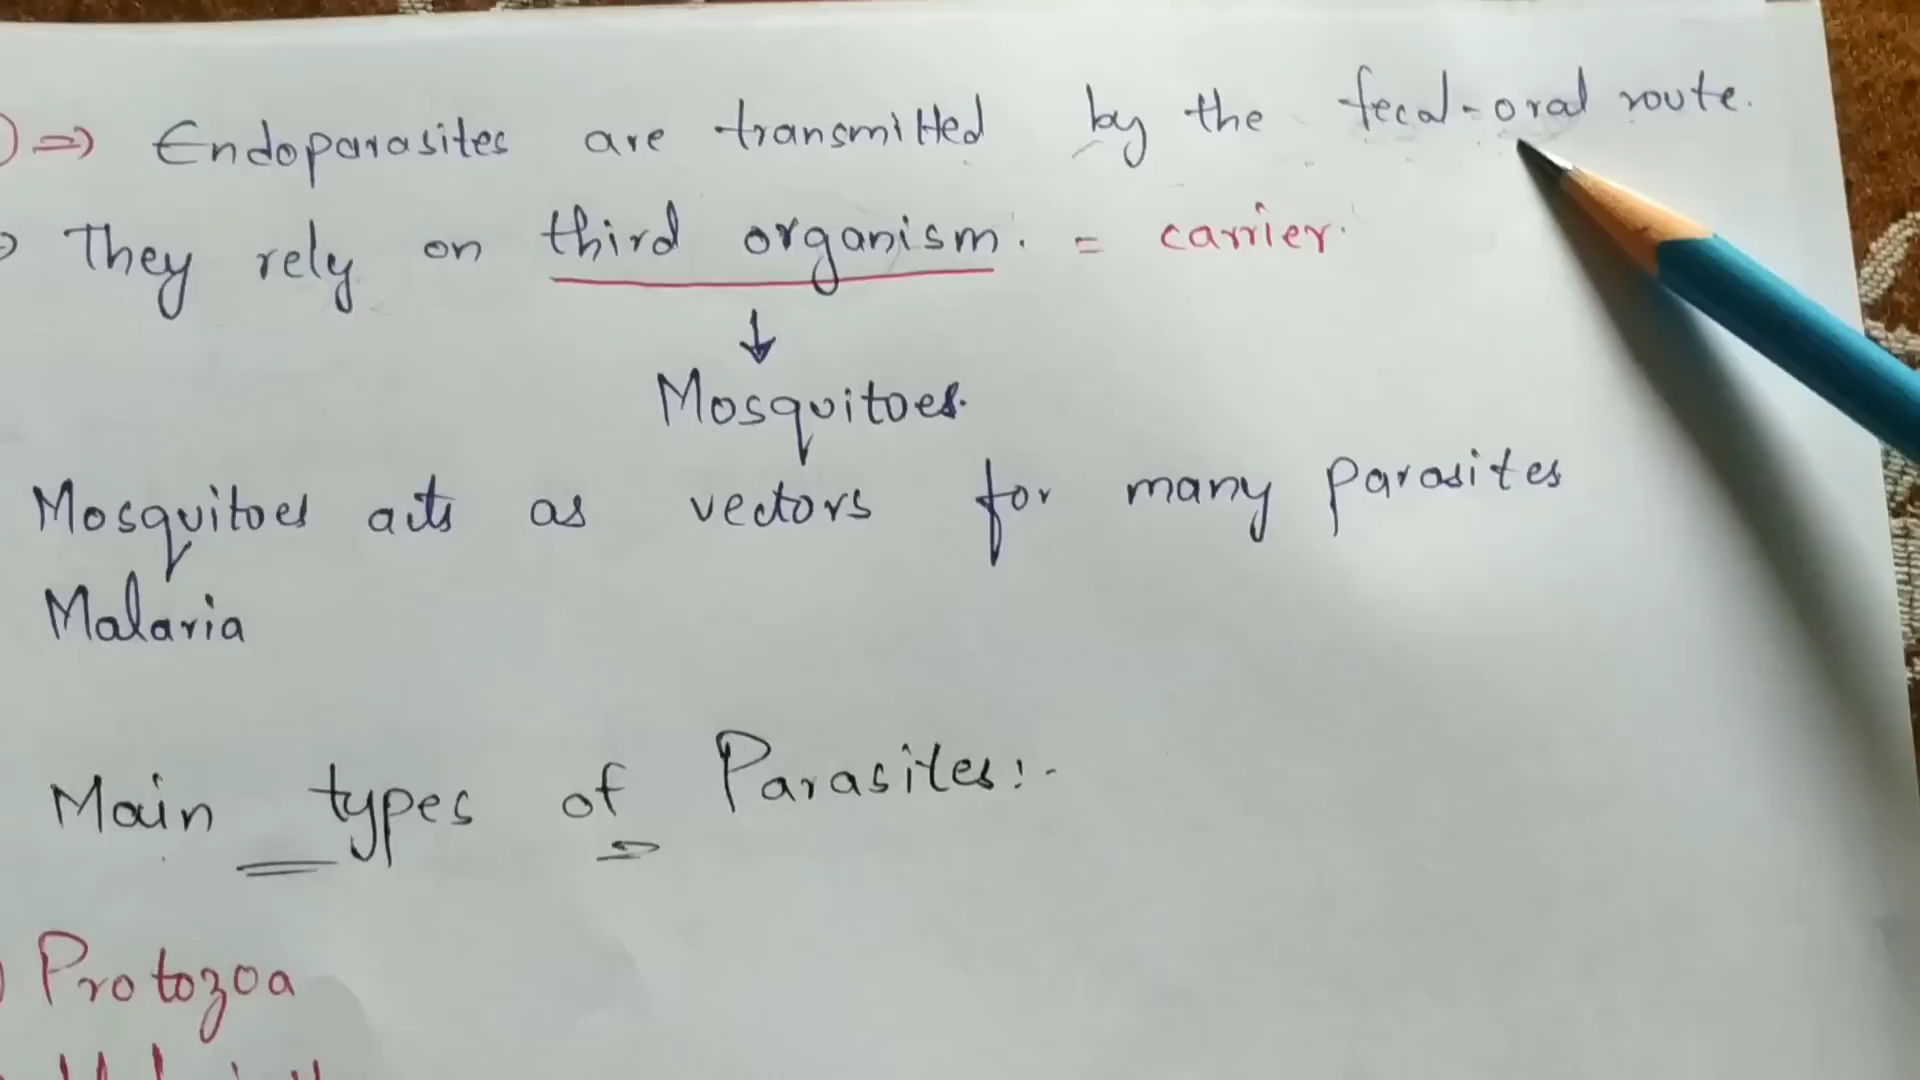 ⇒ Endoparasites are transmitted by the fecal-oral route.
They rely on third organism. = carrier.
↓
Mosquitoes.
Mosquitoes acts as vectors for many parasites
Malaria
Main types of Parasites:-
Protozoa